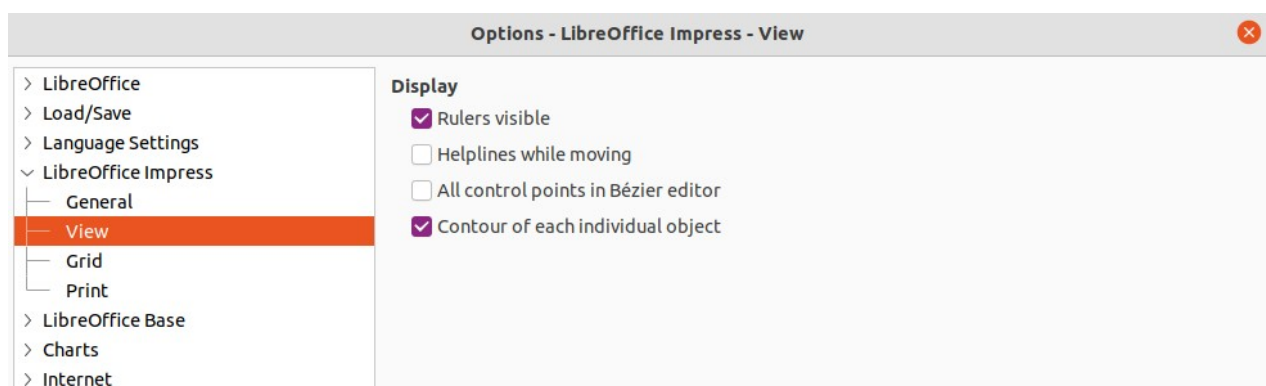 Options - LibreOffice Impress - View
LibreOffice
Load/Save
Language Settings
LibreOffice Impress
General
View
Grid
Print
LibreOffice Base
Charts
Internet
Display
Rulers visible
Helplines while moving
All control points in Bézier editor
Contour of each individual object